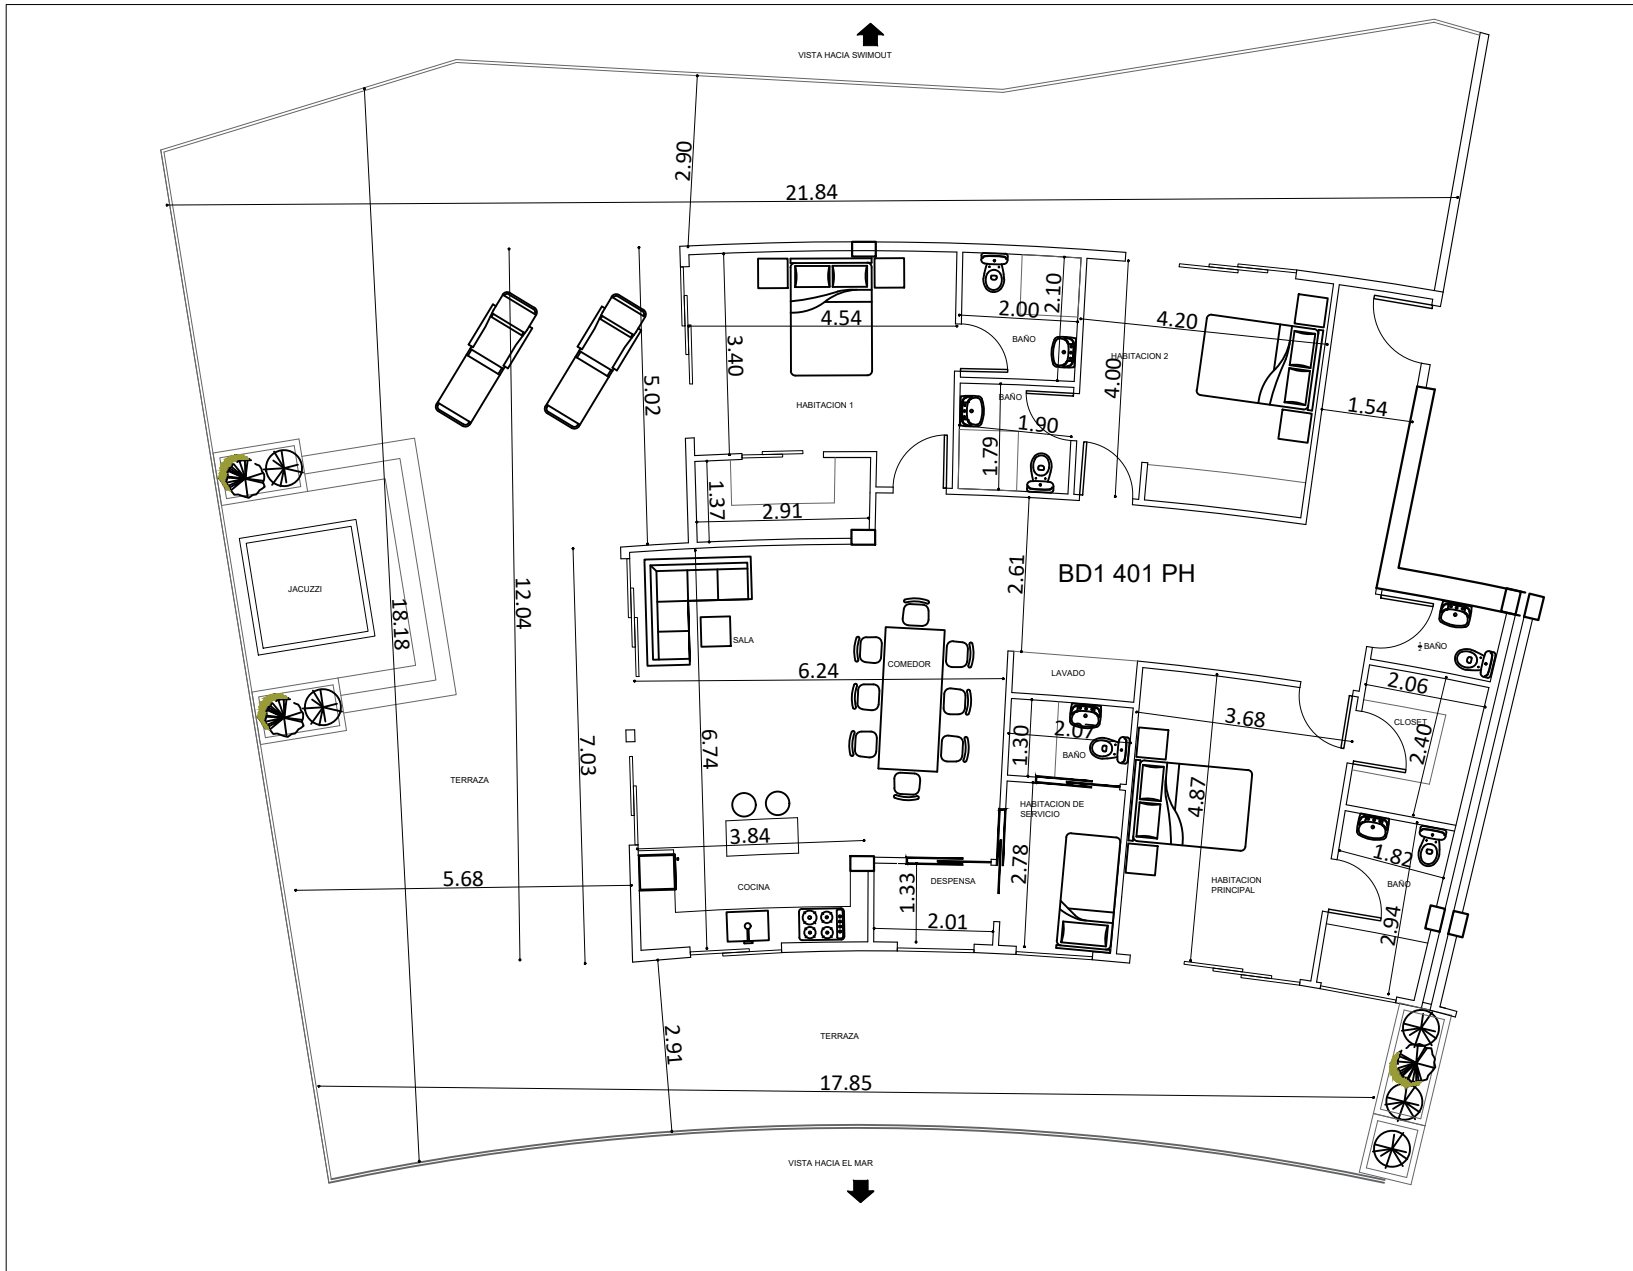 VISTA HACIA SWIMOUT
2.90
21.84
2.10
2.00
4.54
4.20
3.40
BAÑO
HABITACION 2
4.00
5.02
HABITACION 1
BAÑO
1.54
1.90
1.79
1.37
2.91
2.61
BD1 401 PH
JACUZZI
12.04
18.18
SALA
COMEDOR
BAÑO
6.24
LAVADO
2.06
3.68
CLOSET
2.07
1.30
2.40
6.74
7.03
BAÑO
TERRAZA
4.87
HABITACION DE
SERVICIO
3.84
1.82
2.78
5.68
COCINA
DESPENSA
1.33
HABITACION
PRINCIPAL
BAÑO
2.01
2.94
2.91
TERRAZA
17.85
VISTA HACIA EL MAR